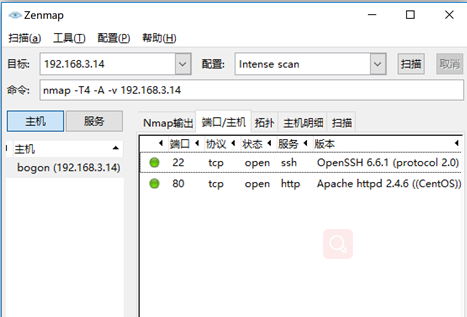 Zenmap
扫描(a) 工具(T) 配置(P) 帮助(H)
目标: 192.168.3.14 配置: Intense scan 扫描 取消
命令: nmap -T4 -A -v 192.168.3.14
主机 服务 Nmap输出 端口/主机 拓扑 主机明细 扫描
主机 端口 协议 状态 服务 版本
bogon (192.168.3.14) 22 tcp open ssh OpenSSH 6.6.1 (protocol 2.0)
80 tcp open http Apache httpd 2.4.6 ((CentOS))